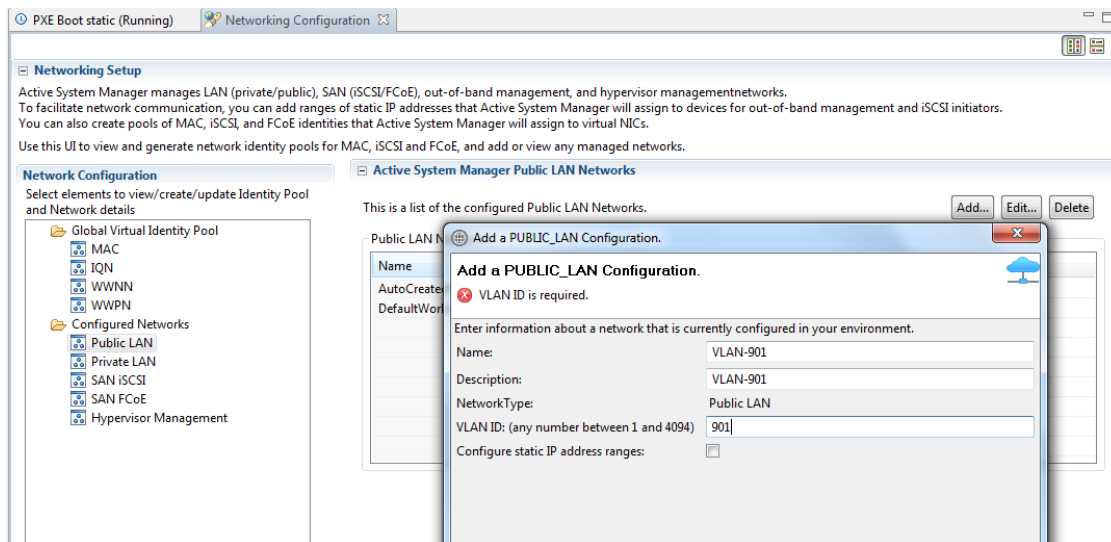 PXE Boot static (Running)
Networking Configuration
Networking Setup
Active System Manager manages LAN (private/public), SAN (iSCSI/FCoE), out-of-band management, and hypervisor managementnetworks.
To facilitate network communication, you can add ranges of static IP addresses that Active System Manager will assign to devices for out-of-band management and iSCSI initiators.
You can also create pools of MAC, iSCSI, and FCoE identities that Active System Manager will assign to virtual NICs.
Use this UI to view and generate network identity pools for MAC, iSCSI and FCoE, and add or view any managed networks.
Network Configuration
Select elements to view/create/update Identity Pool
and Network details
Global Virtual Identity Pool
MAC
IQN
WWNN
WWPN
Configured Networks
Public LAN
Private LAN
SAN iSCSI
SAN FCoE
Hypervisor Management
Active System Manager Public LAN Networks
This is a list of the configured Public LAN Networks.
Add... Edit... Delete
Public LAN N
Name
AutoCreate
DefaultWorl
Add a PUBLIC_LAN Configuration.
Add a PUBLIC_LAN Configuration.
VLAN ID is required.
Enter information about a network that is currently configured in your environment.
Name: VLAN-901
Description: VLAN-901
NetworkType: Public LAN
VLAN ID: (any number between 1 and 4094) 901
Configure static IP address ranges: